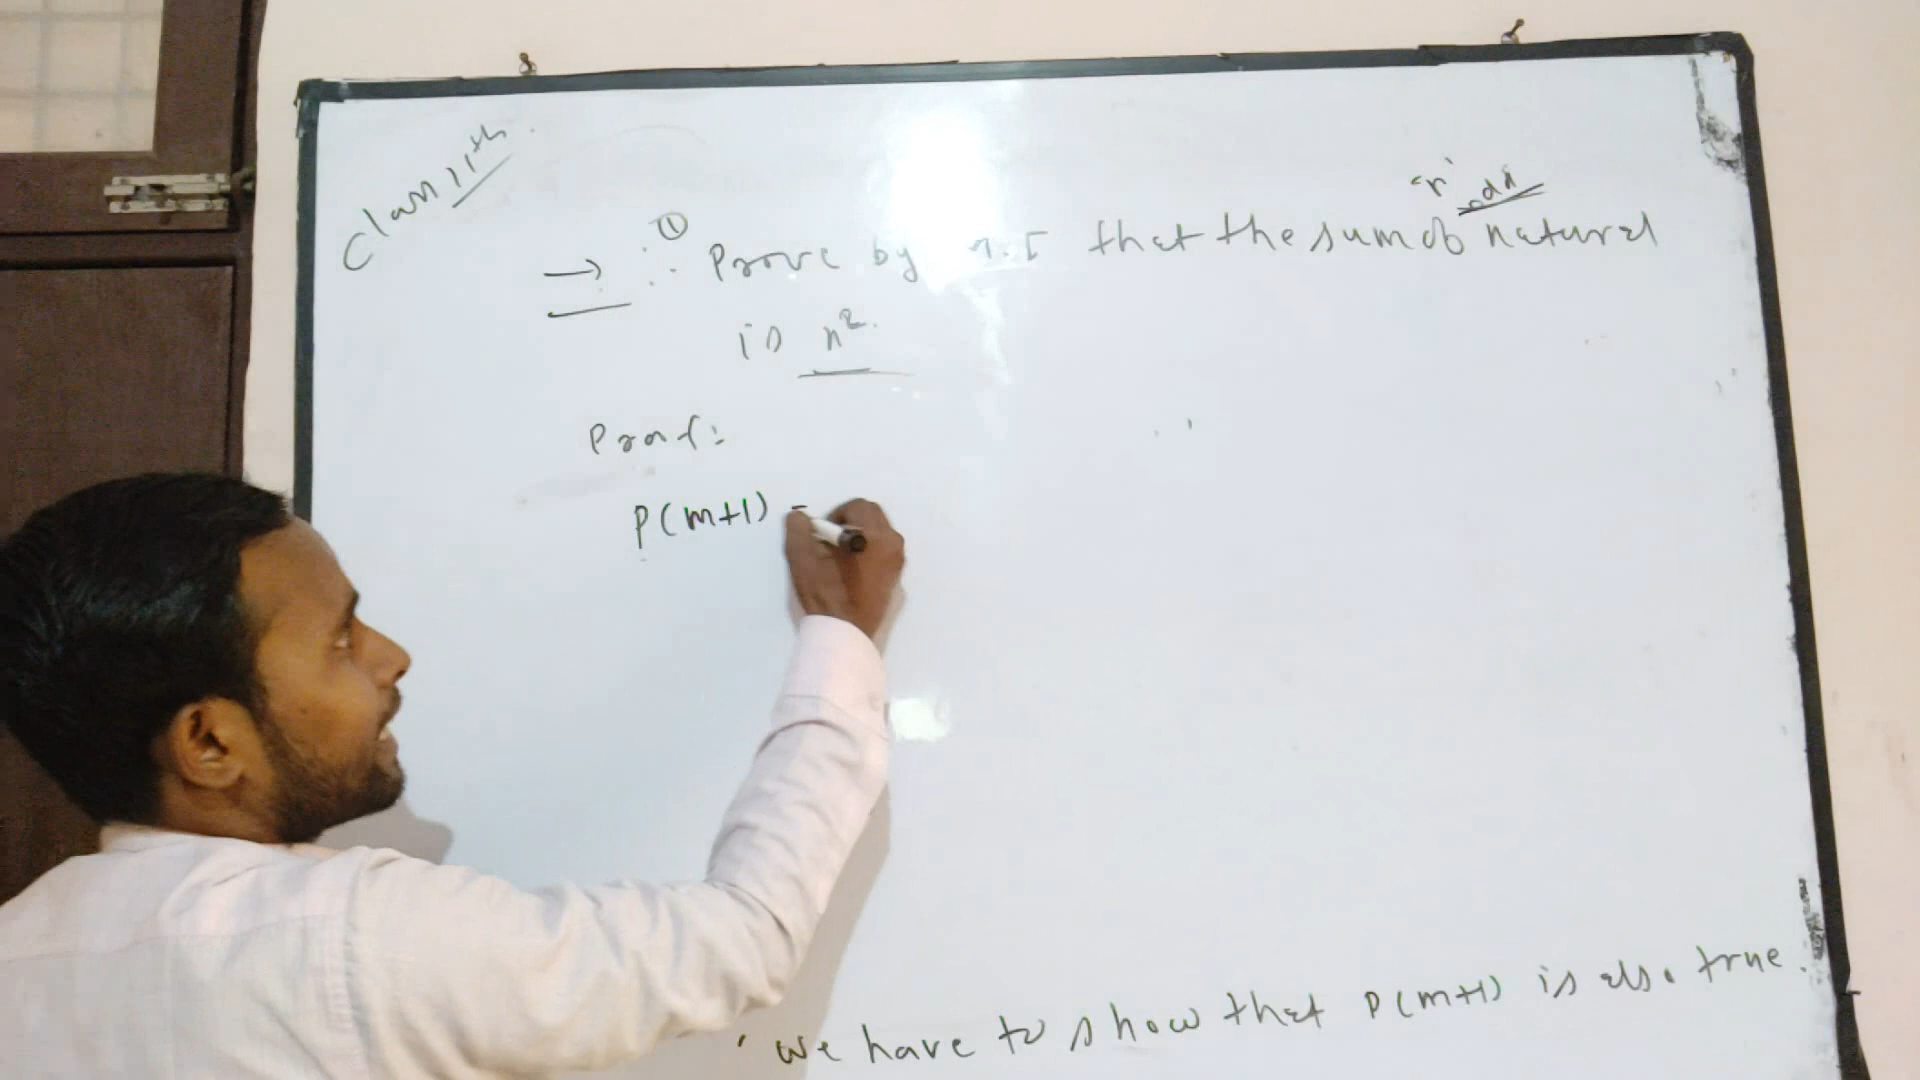 Class 11th.
'n' odd
→ ① Prove by that the sum of natural
is n².
Proof:
P(m+1) =
we have to show that P(m+1) is also true.